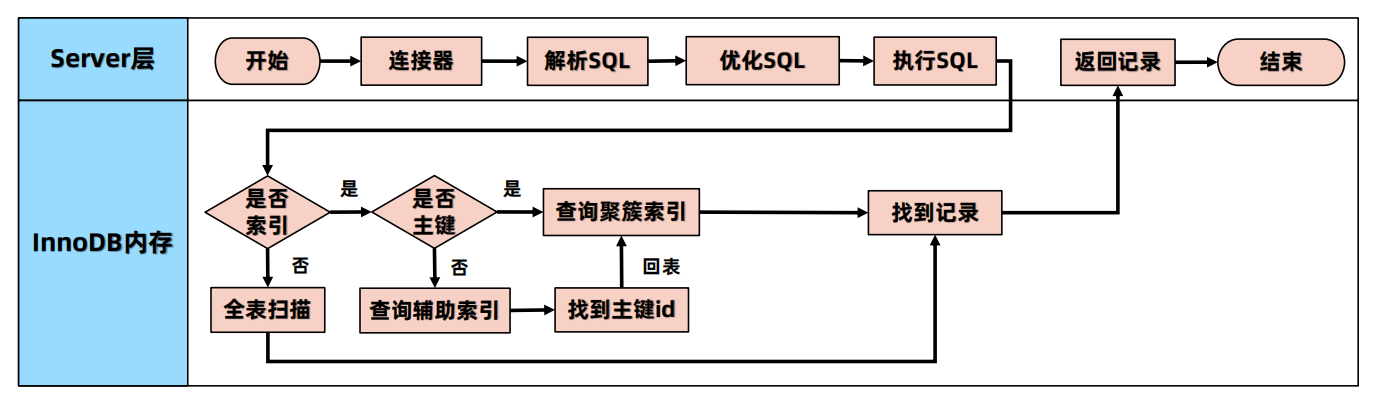 Server层
开始
连接器
解析SQL
优化SQL
执行SQL
返回记录
结束
InnoDB内存
是否
索引
是
是否
主键
是
查询聚簇索引
找到记录
否
否
回表
全表扫描
查询辅助索引
找到主键id